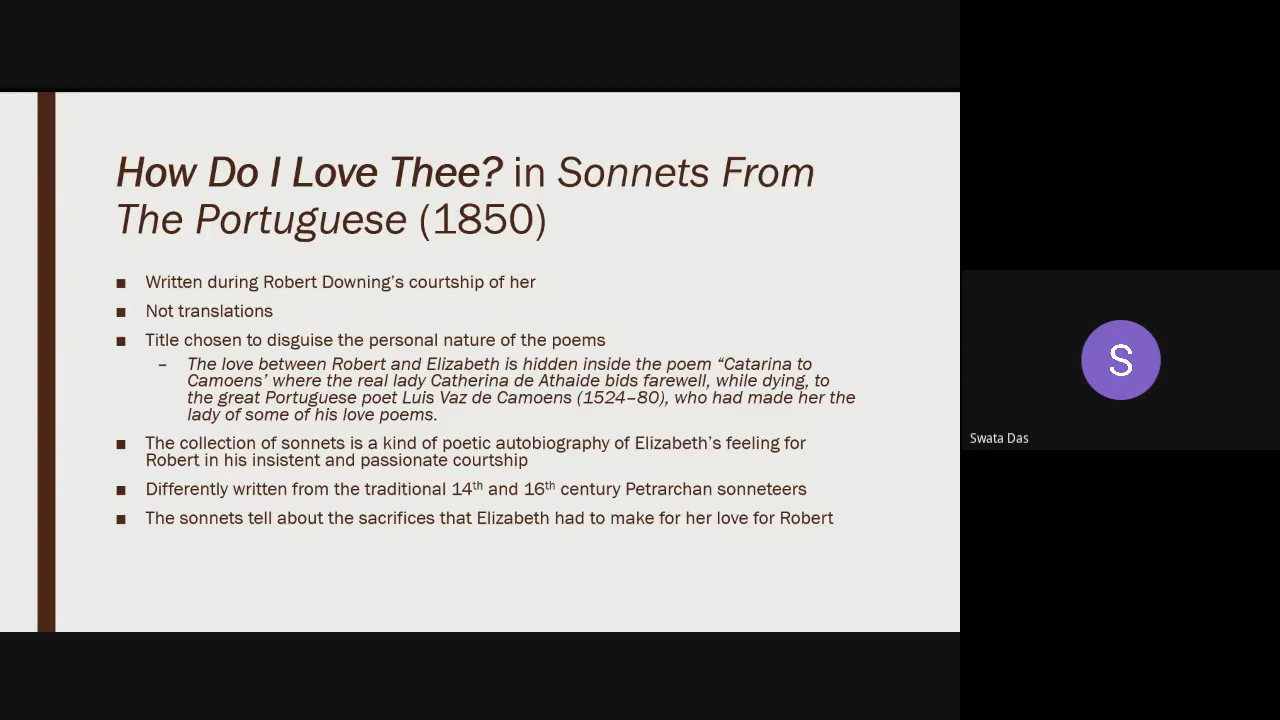 How Do I Love Thee? in Sonnets From
The Portuguese (1850)
■ Written during Robert Downing’s courtship of her
■ Not translations
■ Title chosen to disguise the personal nature of the poems
– The love between Robert and Elizabeth is hidden inside the poem “Catarina to
Camoens’ where the real lady Catherina de Athaide bids farewell, while dying, to
the great Portuguese poet Luis Vaz de Camoens (1524–80), who had made her the
lady of some of his love poems.
■ The collection of sonnets is a kind of poetic autobiography of Elizabeth’s feeling for
Robert in his insistent and passionate courtship
■ Differently written from the traditional 14th and 16th century Petrarchan sonneteers
■ The sonnets tell about the sacrifices that Elizabeth had to make for her love for Robert
S
Swata Das